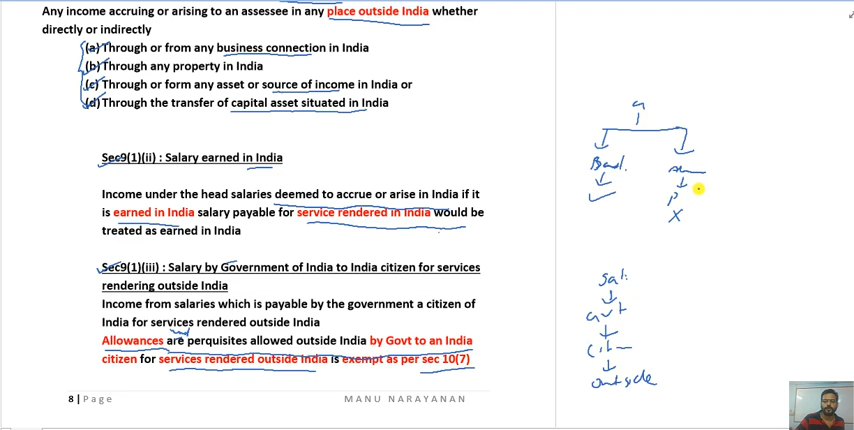 Any income accruing or arising to an assessee in any place outside India whether
directly or indirectly
(a) Through or from any business connection in India
(b) Through any property in India
(c) Through or form any asset or source of income in India or
(d) Through the transfer of capital asset situated in India
Sec9(1)(ii) : Salary earned in India
Income under the head salaries deemed to accrue or arise in India if it
is earned in India salary payable for service rendered in India would be
treated as earned in India
Sec9(1)(iii) : Salary by Government of India to India citizen for services
rendering outside India
Income from salaries which is payable by the government a citizen of
India for services rendered outside India
Allowances are perquisites allowed outside India by Govt to an India
citizen for services rendered outside India is exempt as per sec 10(7)
8 | Page
MANU NARAYANAN
P
X
Sal
outside